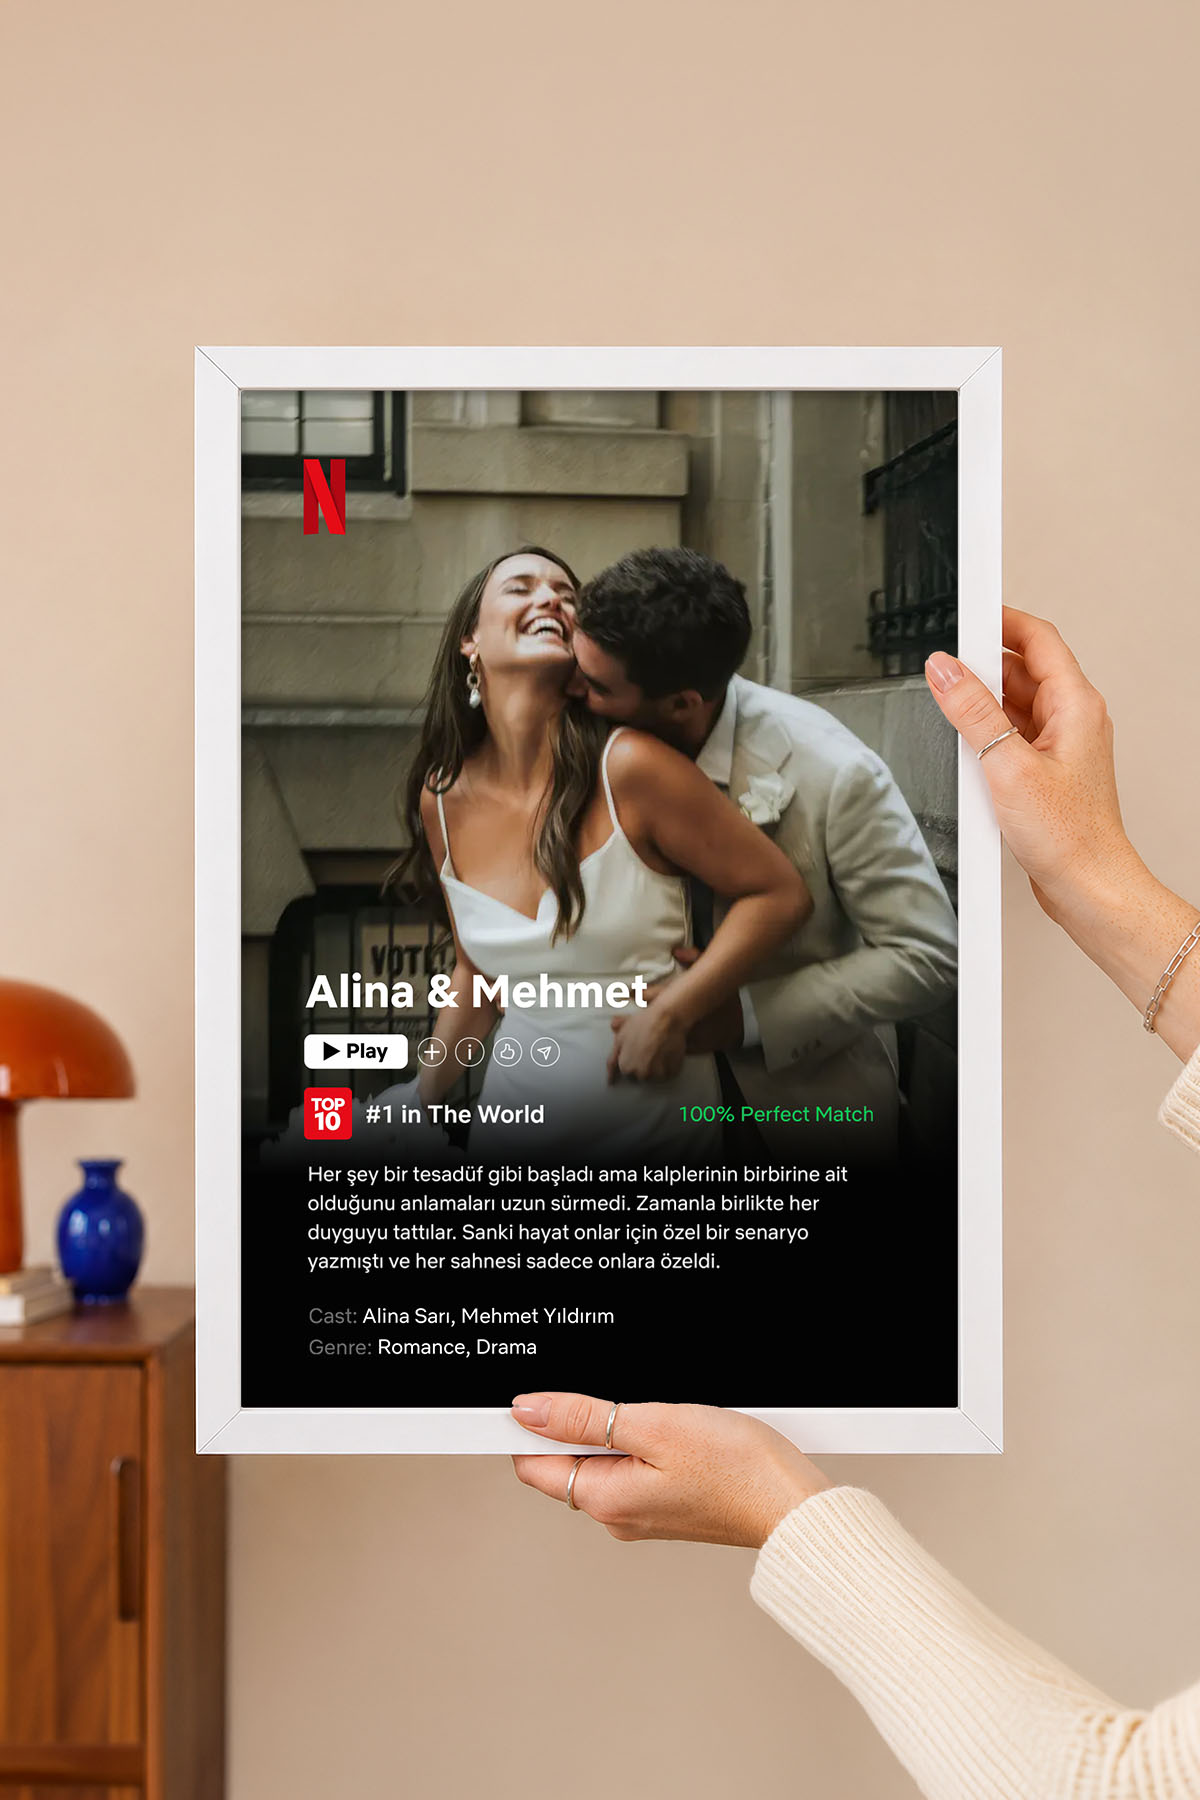 N
VOTE
Alina & Mehmet
Play
TOP
10
#1 in The World
100% Perfect Match
Her şey bir tesadüf gibi başladı ama kalplerinin birbirine ait
olduğunu anlamaları uzun sürmedi. Zamanla birlikte her
duyguyu tattılar. Sanki hayat onlar için özel bir senaryo
yazmıştı ve her sahnesi sadece onlara özeldi.
Cast: Alina Sarı, Mehmet Yıldırım
Genre: Romance, Drama